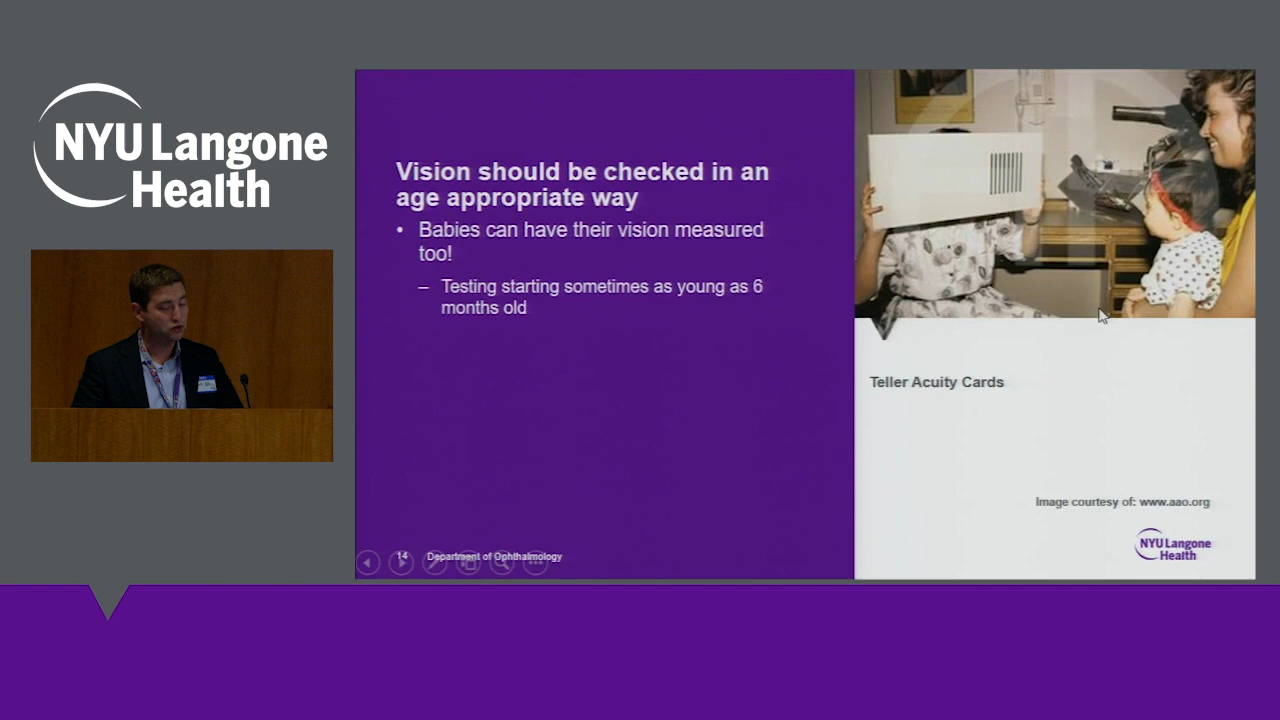 NYU Langone
Health
Vision should be checked in an
age appropriate way
• Babies can have their vision measured
too!
– Testing starting sometimes as young as 6
months old
Teller Acuity Cards
Image courtesy of: www.aao.org
NYU Langone
Health
14 Department of Ophthalmology